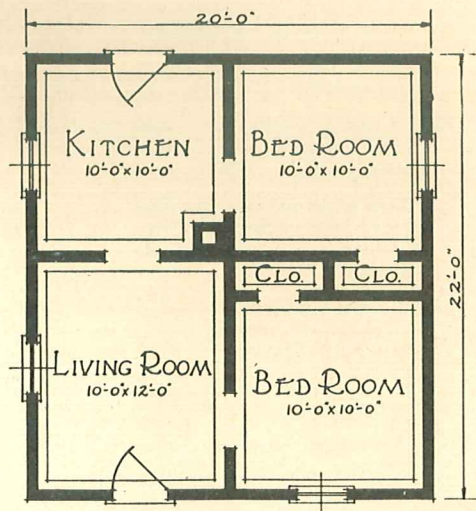 20'-0"
KITCHEN
10'-0"x10'-0"
BED ROOM
10'-0"x10'-0"
CLO.
CLO.
22'-0"
LIVING ROOM
10'-0"x12'-0"
BED ROOM
10'-0"x10'-0"